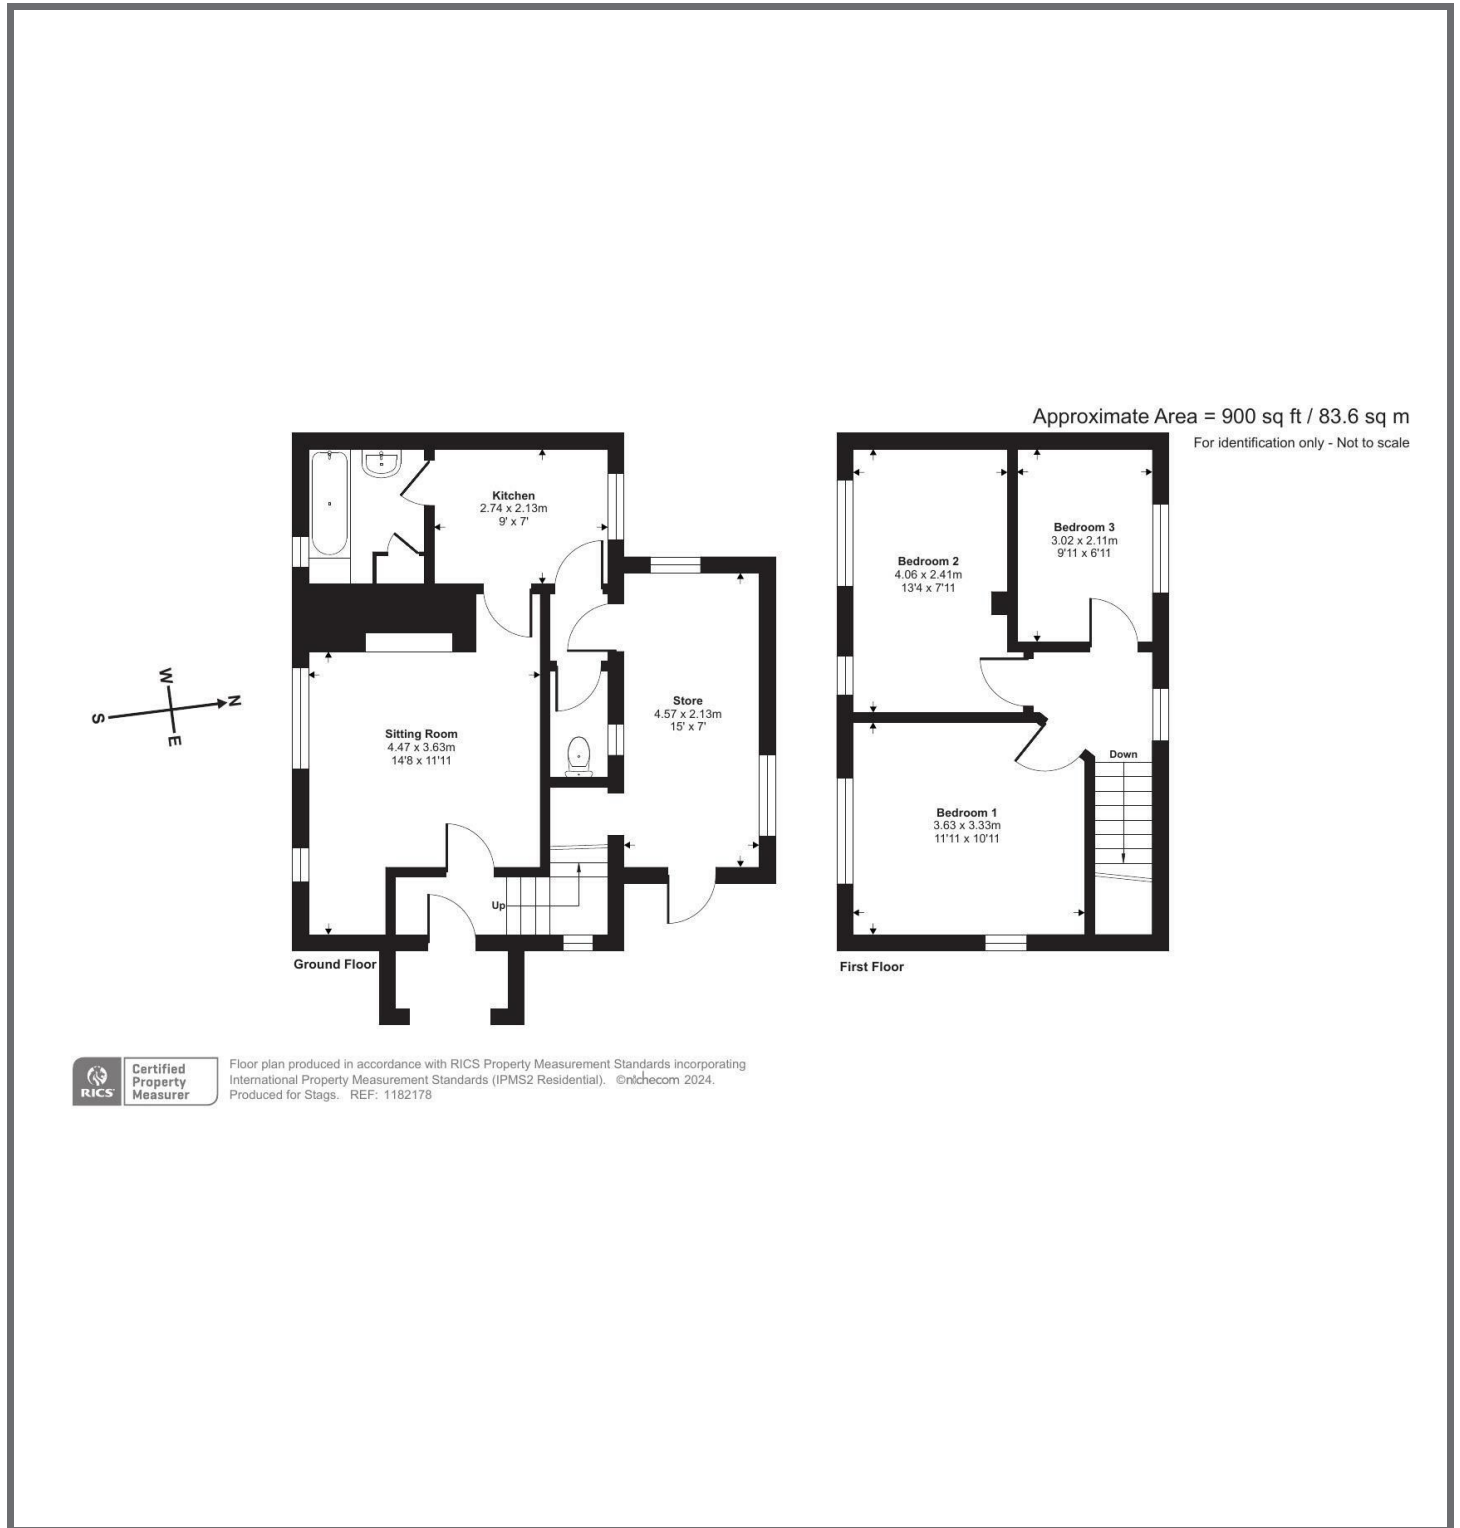 Approximate Area = 900 sq ft / 83.6 sq m
For identification only - Not to scale
Kitchen
2.74 x 2.13m
9' x 7'
Store
4.57 x 2.13m
15' x 7'
Sitting Room
4.47 x 3.63m
14'8 x 11'11
Up
Ground Floor
W
N
S
E
Bedroom 3
3.02 x 2.11m
9'11 x 6'11
Bedroom 2
4.06 x 2.41m
13'4 x 7'11
Down
Bedroom 1
3.63 x 3.33m
11'11 x 10'11
First Floor
RICS
Certified
Property
Measurer
Floor plan produced in accordance with RICS Property Measurement Standards incorporating
International Property Measurement Standards (IPMS2 Residential). ©nichecom 2024.
Produced for Stags. REF: 1182178